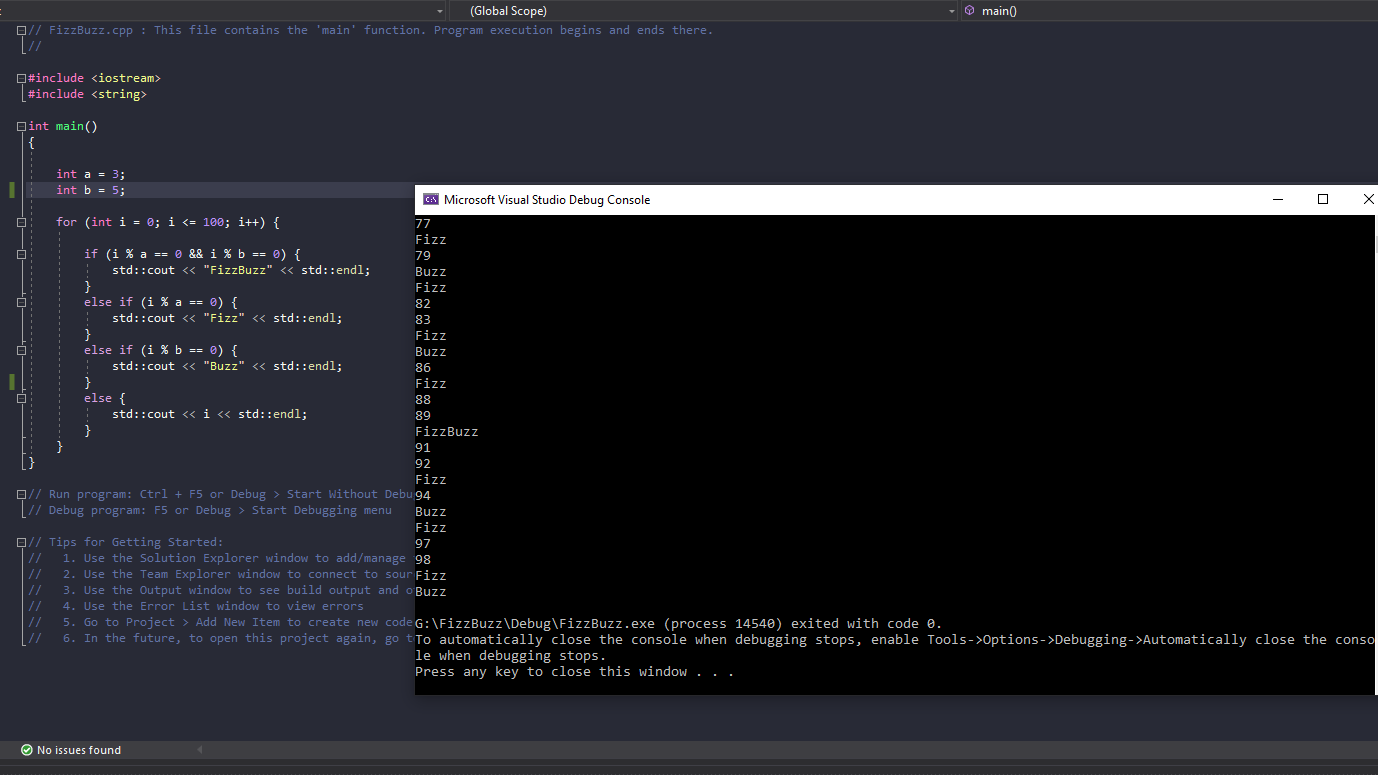 (Global Scope)
main()
// FizzBuzz.cpp : This file contains the 'main' function. Program execution begins and ends there.
//
#include <iostream>
#include <string>
int main()
{
int a = 3;
int b = 5;
for (int i = 0; i <= 100; i++) {
if (i % a == 0 && i % b == 0) {
std::cout << "FizzBuzz" << std::endl;
}
else if (i % a == 0) {
std::cout << "Fizz" << std::endl;
}
else if (i % b == 0) {
std::cout << "Buzz" << std::endl;
}
else {
std::cout << i << std::endl;
}
}
}
// Run program: Ctrl + F5 or Debug > Start Without Debu
// Debug program: F5 or Debug > Start Debugging menu
// Tips for Getting Started:
//   1. Use the Solution Explorer window to add/manage
//   2. Use the Team Explorer window to connect to sour
//   3. Use the Output window to see build output and o
//   4. Use the Error List window to view errors
//   5. Go to Project > Add New Item to create new code
//   6. In the future, to open this project again, go t
Microsoft Visual Studio Debug Console
77
Fizz
79
Buzz
Fizz
82
83
Fizz
Buzz
86
Fizz
88
89
FizzBuzz
91
92
Fizz
94
Buzz
Fizz
97
98
Fizz
Buzz
G:\FizzBuzz\Debug\FizzBuzz.exe (process 14540) exited with code 0.
To automatically close the console when debugging stops, enable Tools->Options->Debugging->Automatically close the conso
le when debugging stops.
Press any key to close this window . . .
No issues found